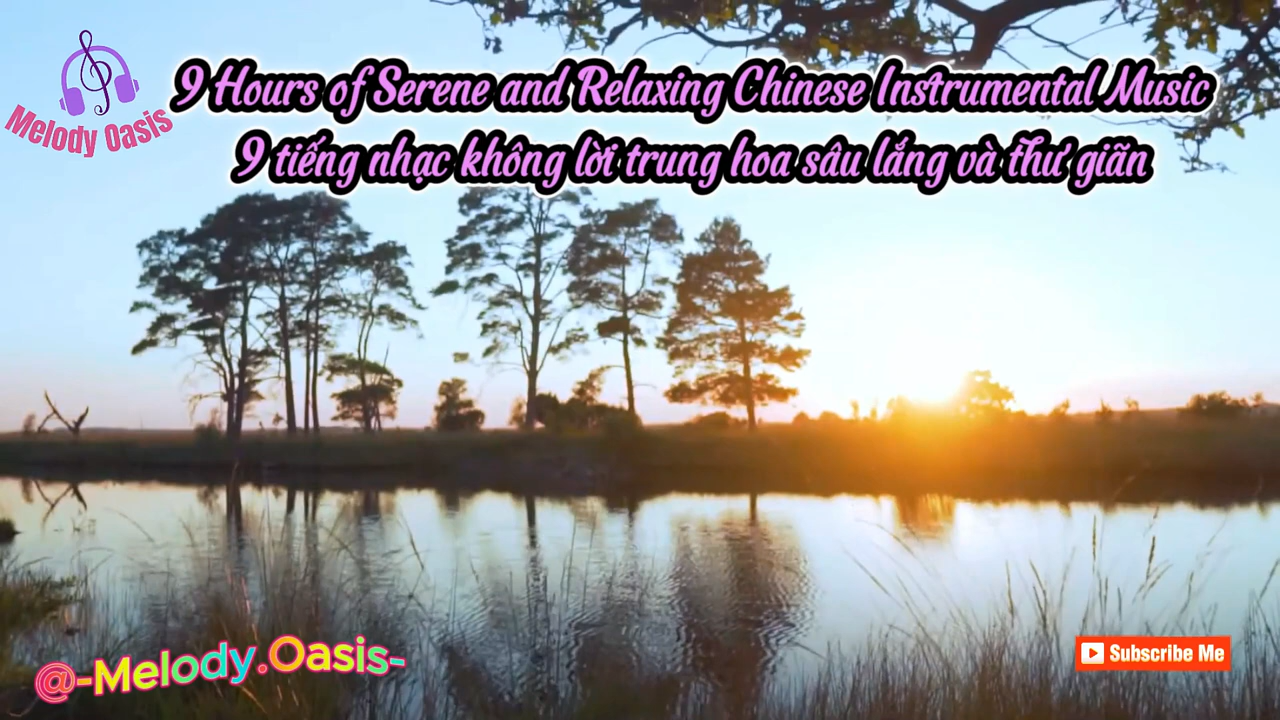 Melody Oasis
9 Hours of Serene and Relaxing Chinese Instrumental Music
9 tiếng nhạc không lời trung hoa sâu lắng và thư giãn
@-Melody.Oasis-
Subscribe Me